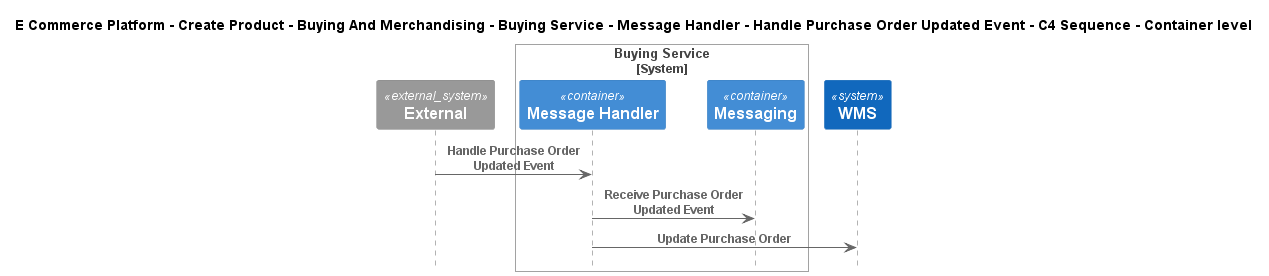 E Commerce Platform - Create Product - Buying And Merchandising - Buying Service - Message Handler - Handle Purchase Order Updated Event - C4 Sequence - Container level
Buying Service
[System]
«external_system»
External
«container»
Message Handler
«container»
Messaging
«system»
WMS
Handle Purchase Order
Updated Event
Receive Purchase Order
Updated Event
Update Purchase Order